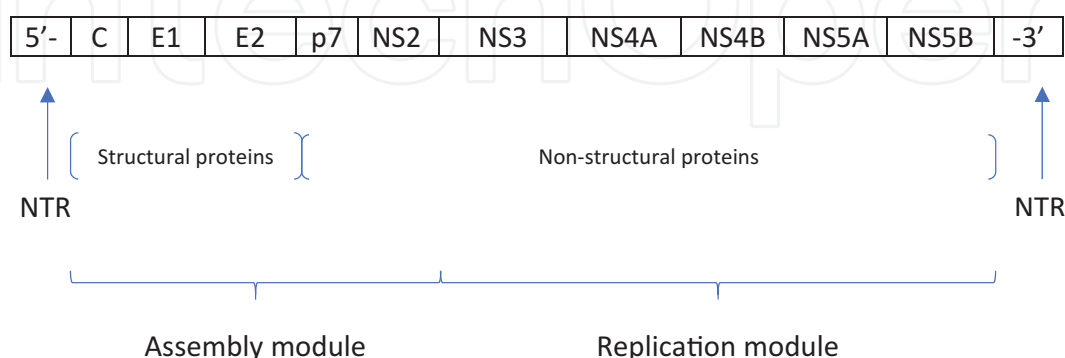 5’- C E1 E2 p7 NS2 NS3 NS4A NS4B NS5A NS5B -3’
Structural proteins Non-structural proteins
NTR NTR
Assembly module Replication module